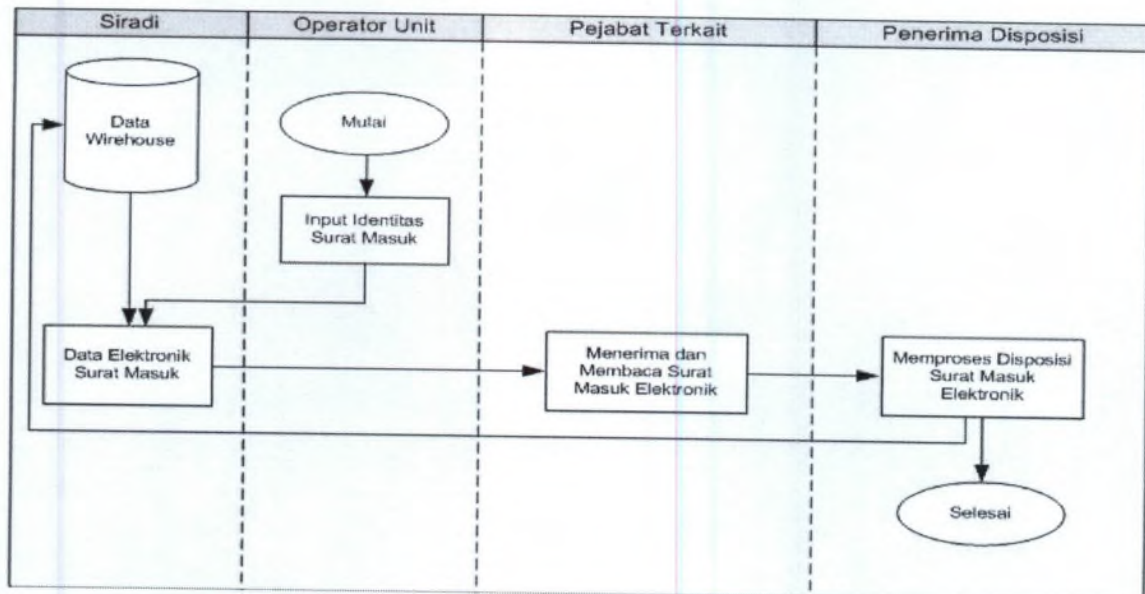 Siradi
Operator Unit
Pejabat Terkait
Penerima Disposisi
Data
Wirehouse
Mutai
Input Identitas
Surat Masuk
Data Elektronik
Surat Masuk
Menerima dan
Membaca Surat
Masuk Elektronik
Memproses Disposisi
Surat Masuk
Elektronik
Selesai